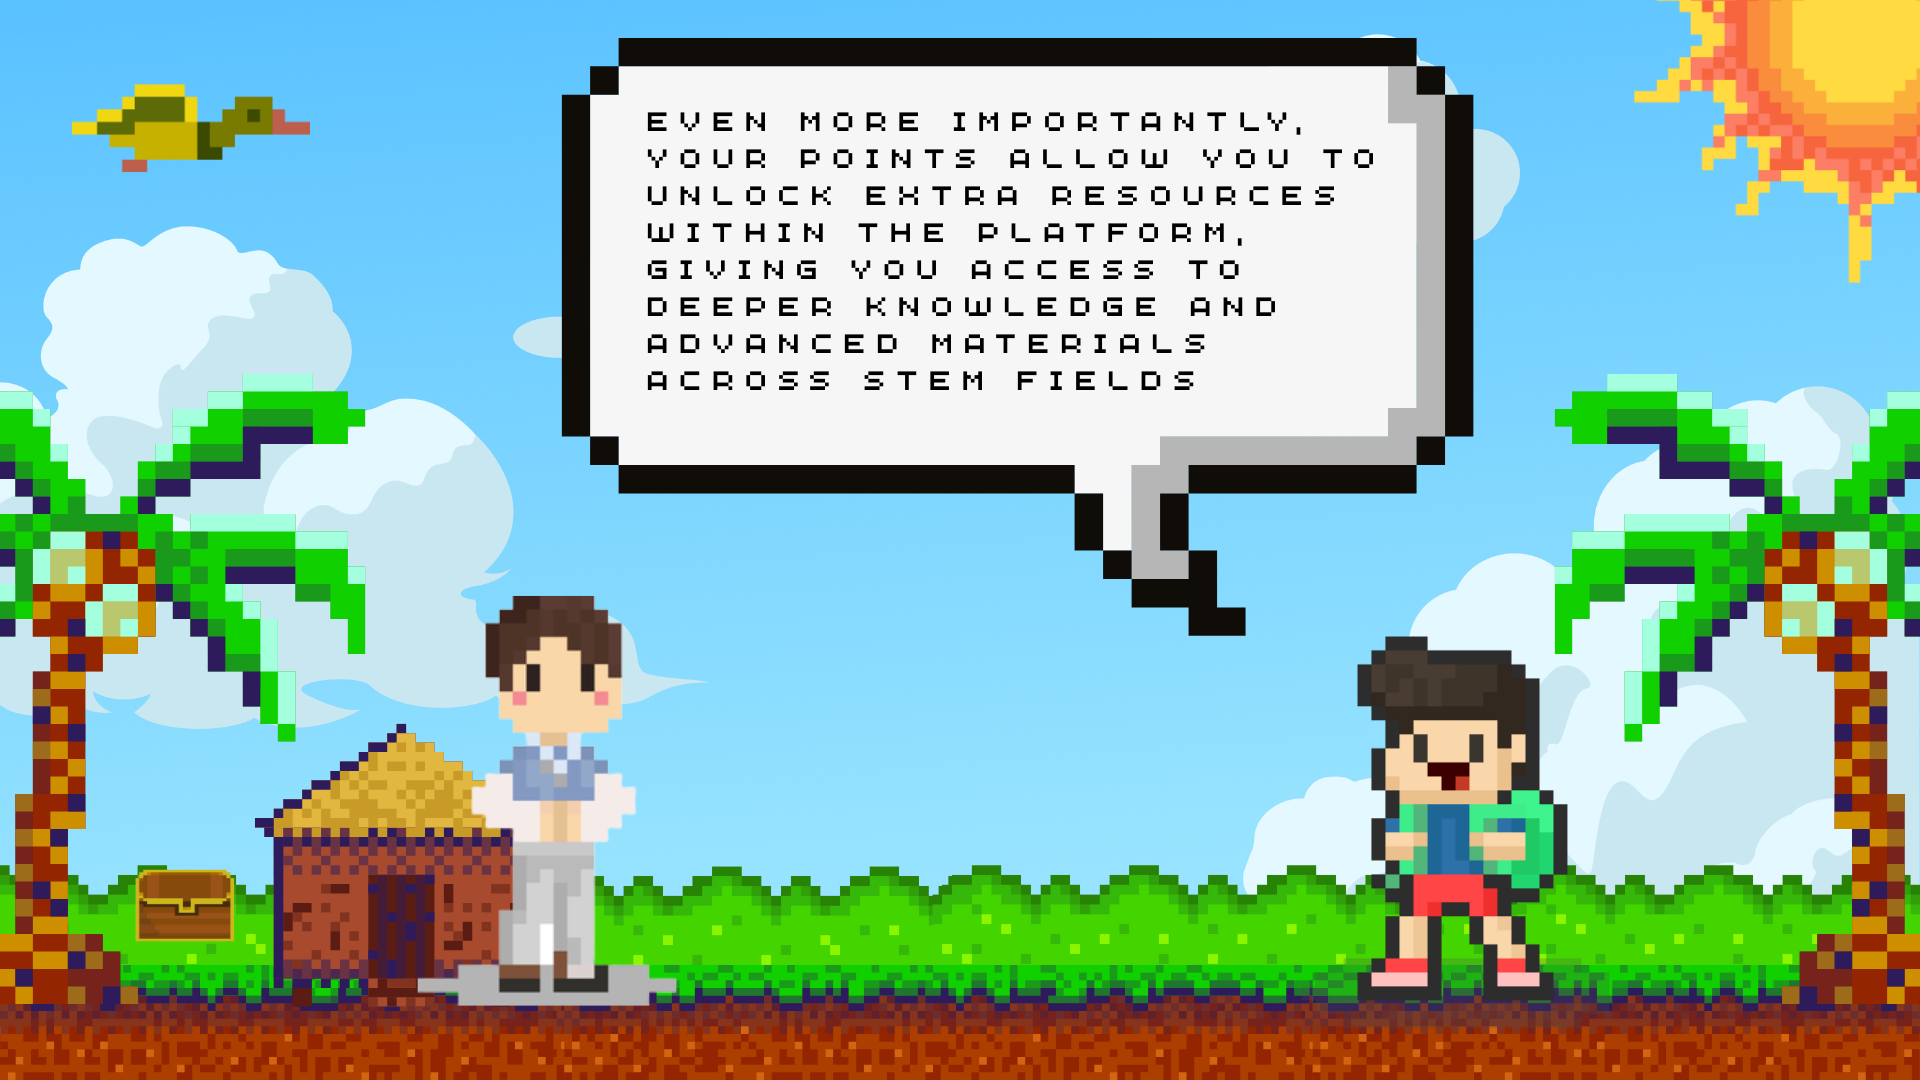 EVEN MORE IMPORTANTLY,
YOUR POINTS ALLOW YOU TO
UNLOCK EXTRA RESOURCES
WITHIN THE PLATFORM,
GIVING YOU ACCESS TO
DEEPER KNOWLEDGE AND
ADVANCED MATERIALS
ACROSS STEM FIELDS